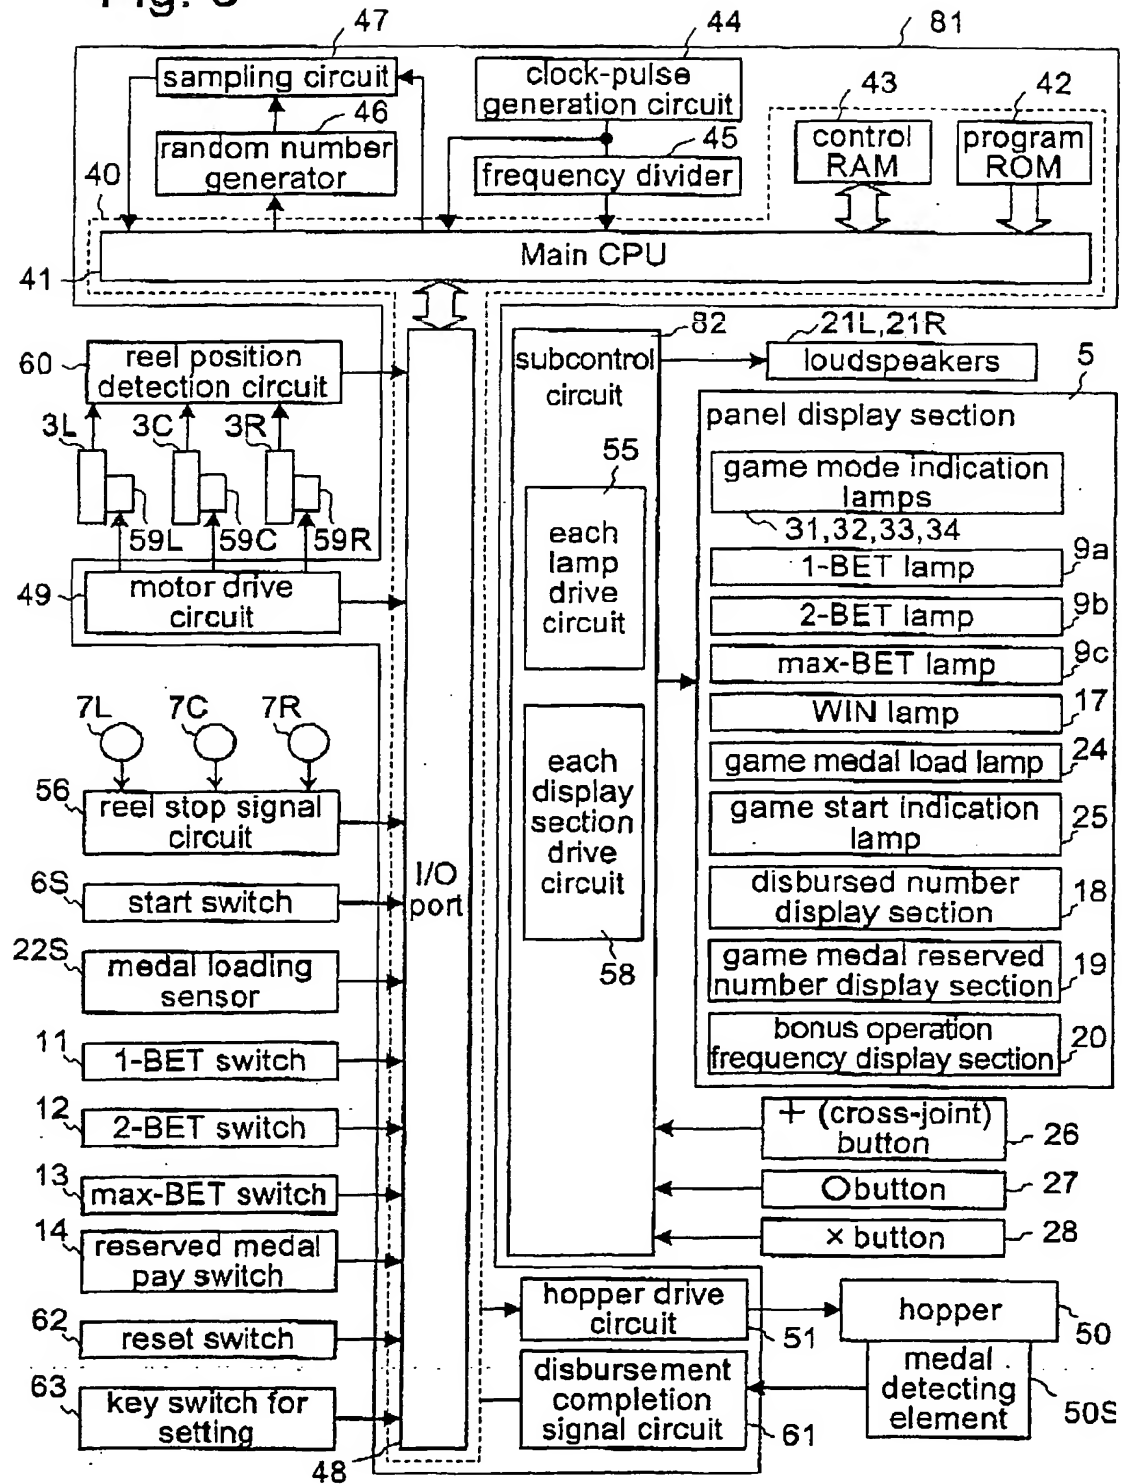 Fig. 
47
44
81
sampling circuit
clock-pulse
generation circuit
43
42
46
random number
generator
45
frequency divider
control
RAM
program
ROM
40
Main CPU
41
82
21L,21R
loudspeakers
5
subcontrol
circuit
panel display section
60
reel position
detection circuit
3L
3C
3R
59L
59C
59R
49
motor drive
circuit
55
each
lamp
drive
circuit
game mode indication
lamps
31,32,33,34
1-BET lamp
9a
2-BET lamp
9b
max-BET lamp
9c
WIN lamp
17
game medal load lamp
24
game start indication
lamp
25
disbursed number
display section
18
game medal reserved
number display section
19
bonus operation
frequency display section
20
7L
7C
7R
56
reel stop signal
circuit
each
display
section
drive
circuit
58
I/O
port
6S
start switch
22S
medal loading
sensor
11
1-BET switch
12
2-BET switch
13
max-BET switch
14
reserved medal
pay switch
62
reset switch
63
key switch for
setting
48
+ (cross-joint)
button
26
○button
27
× button
28
hopper drive
circuit
51
hopper
50
disbursement
completion
signal circuit
61
medal
detecting
element
50S